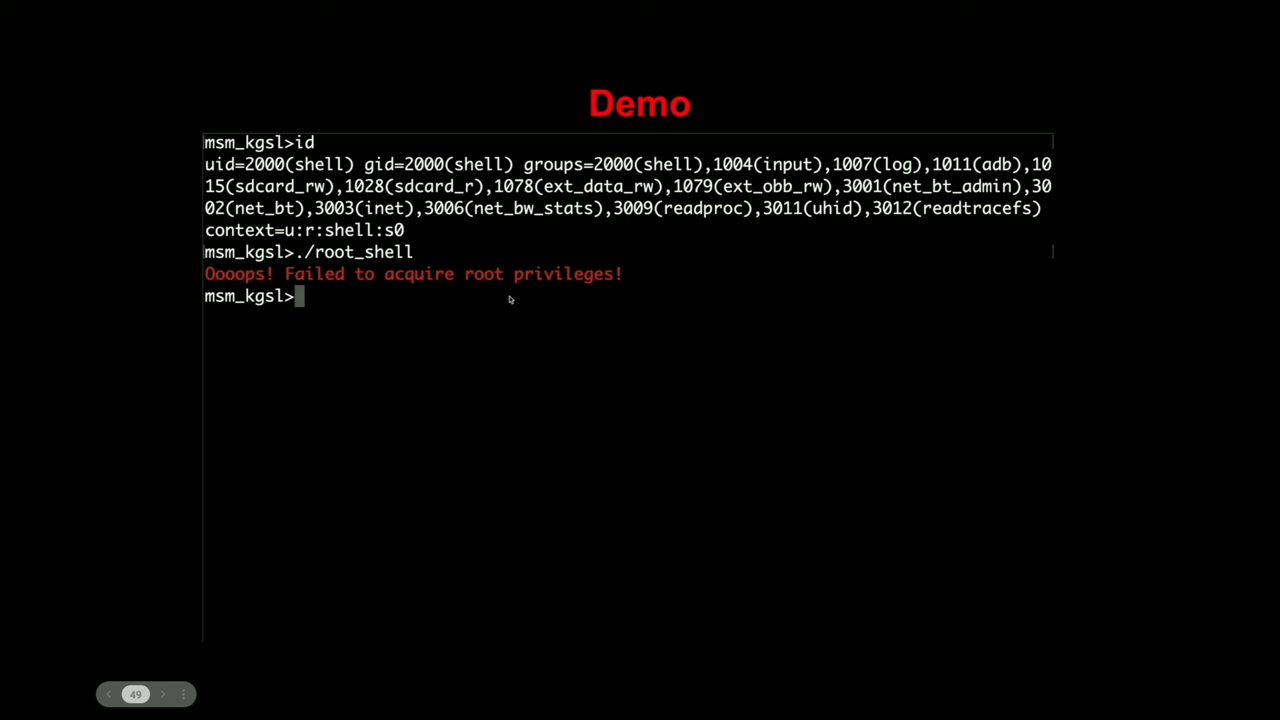 Demo
msm_kgsl>id
uid=2000(shell) gid=2000(shell) groups=2000(shell),1004(input),1007(log),1011(adb),10
15(sdcard_rw),1028(sdcard_r),1078(ext_data_rw),1079(ext_obb_rw),3001(net_bt_admin),30
02(net_bt),3003(inet),3006(net_bw_stats),3009(readproc),3011(uhid),3012(readtracefs)
context=u:r:shell:s0
msm_kgsl>./root_shell
Oooops! Failed to acquire root privileges!
msm_kgsl>
49